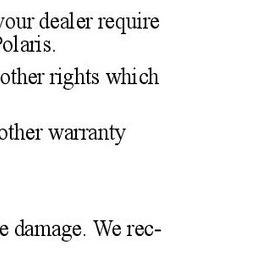 your dealer require
Polaris.
other rights which
other warranty
e damage. We rec-